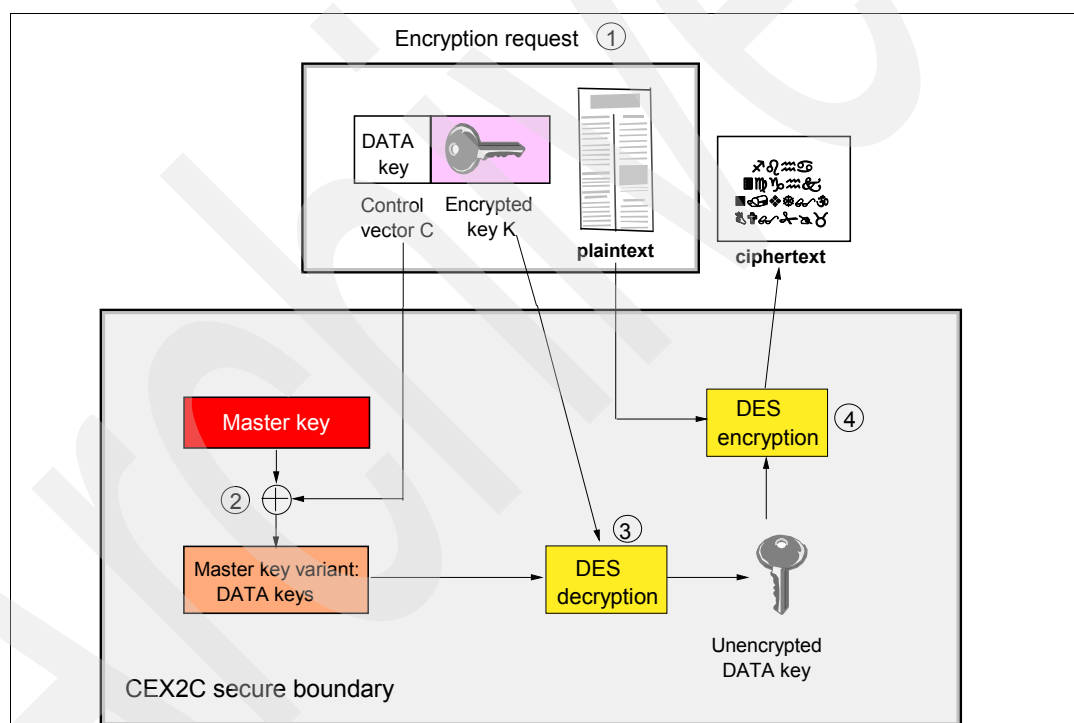 Encryption request 1
DATA
key
Control
vector C
Encrypted
key K
plaintext
ciphertext
Master key
2
Master key variant:
DATA keys
3
DES
decryption
DES
encryption
4
Unencrypted
DATA key
CEX2C secure boundary